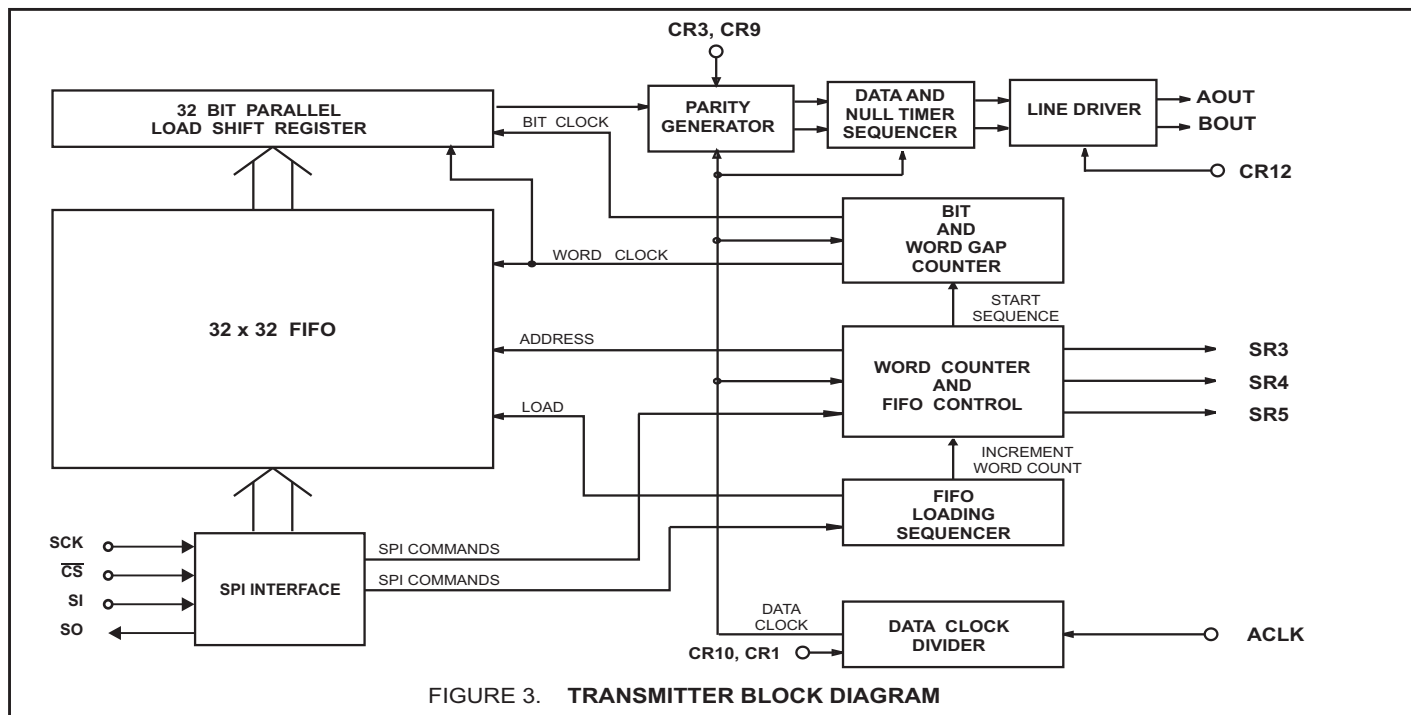 CR3, CR9
32 BIT PARALLEL
LOAD SHIFT REGISTER
BIT CLOCK
PARITY
GENERATOR
DATA AND
NULL TIMER
SEQUENCER
LINE DRIVER
AOUT
BOUT
CR12
BIT
AND
WORD GAP
COUNTER
WORD CLOCK
START
SEQUENCE
32 x 32 FIFO
ADDRESS
WORD COUNTER
AND
FIFO CONTROL
SR3
SR4
SR5
LOAD
INCREMENT
WORD COUNT
FIFO
LOADING
SEQUENCER
SCK
CS
SI
SO
SPI INTERFACE
SPI COMMANDS
SPI COMMANDS
DATA
CLOCK
DATA CLOCK
DIVIDER
ACLK
CR10, CR1
FIGURE 3. TRANSMITTER BLOCK DIAGRAM